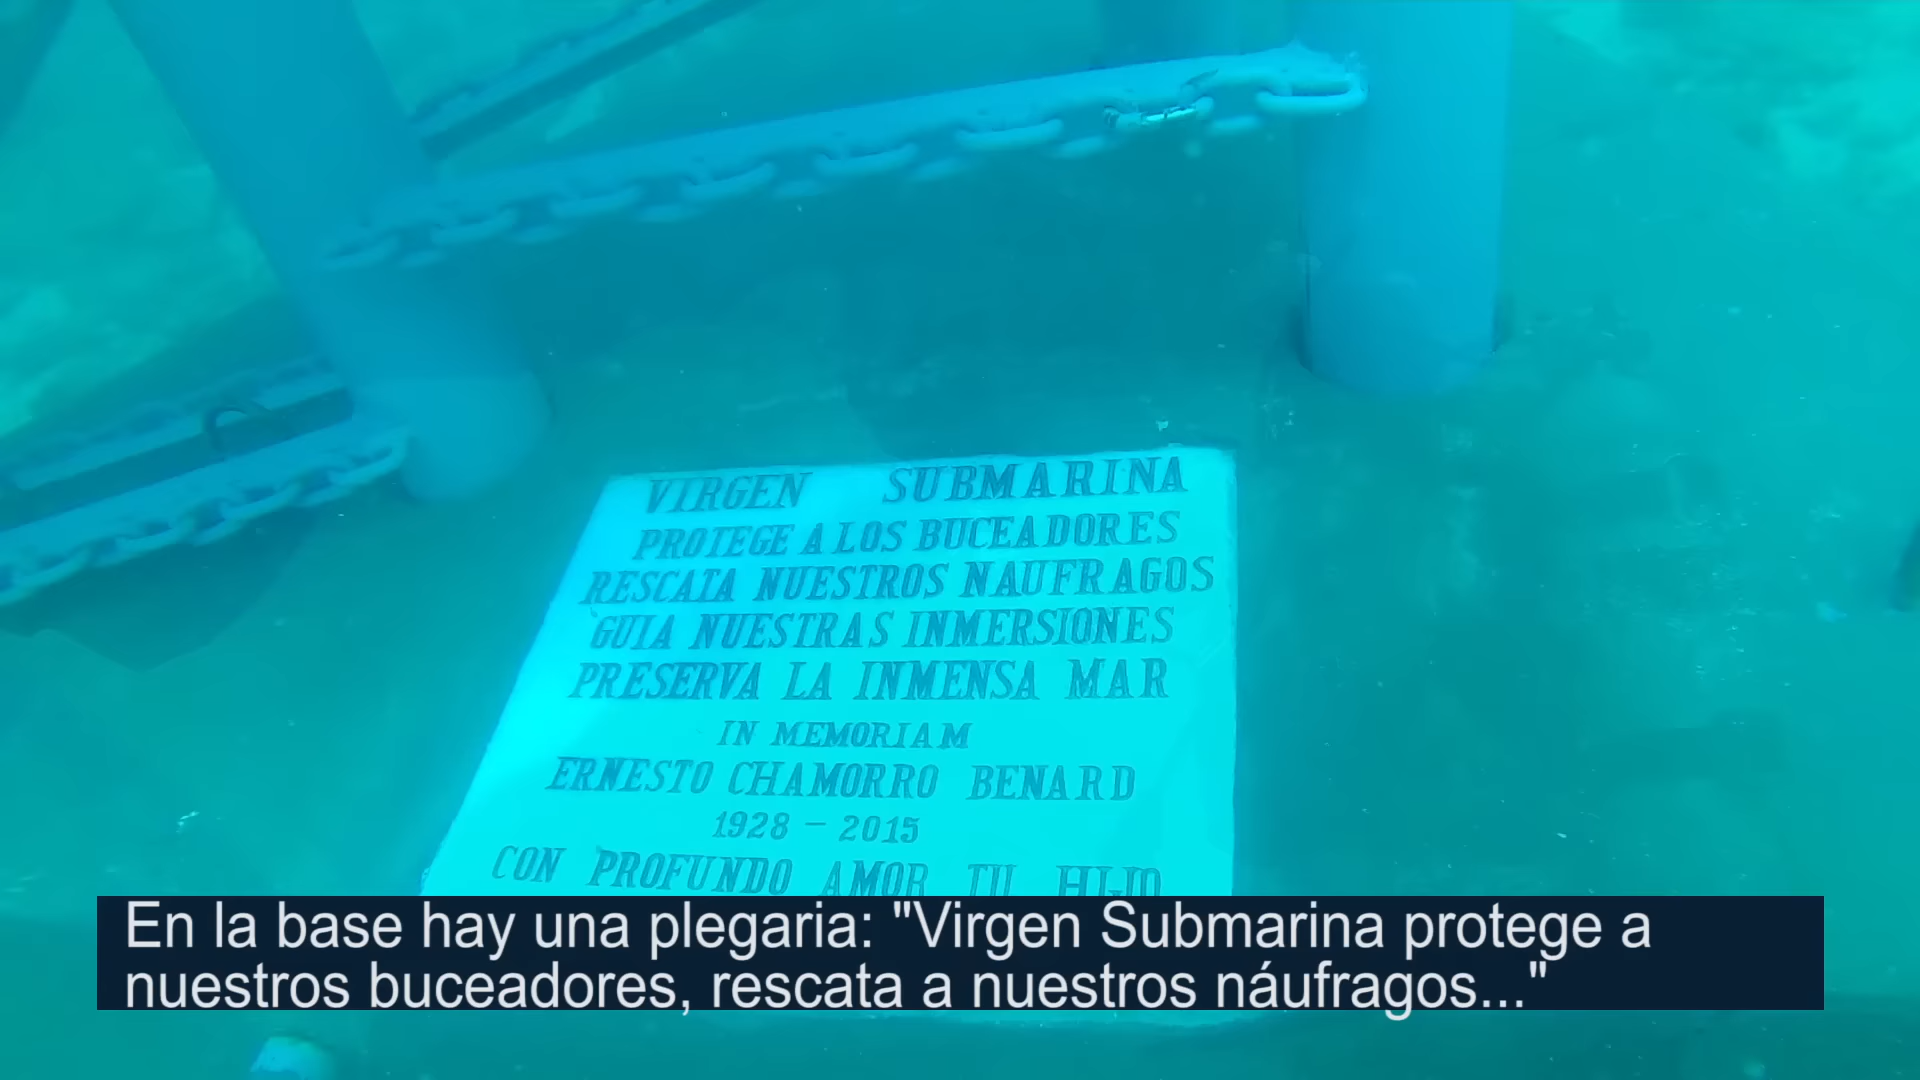 VIRGEN SUBMARINA
PROTEGE A LOS BUCEADORES
RESCATA NUESTROS NAUFRAGOS
GUIA NUESTRAS INMERSIONES
PRESERVA LA INMENSA MAR
IN MEMORIAM
ERNESTO CHAMORRO BENARD
1928 - 2015
CON PROFUNDO AMOR TU HIJO
En la base hay una plegaria: "Virgen Submarina protege a
nuestros buceadores, rescata a nuestros náufragos..."